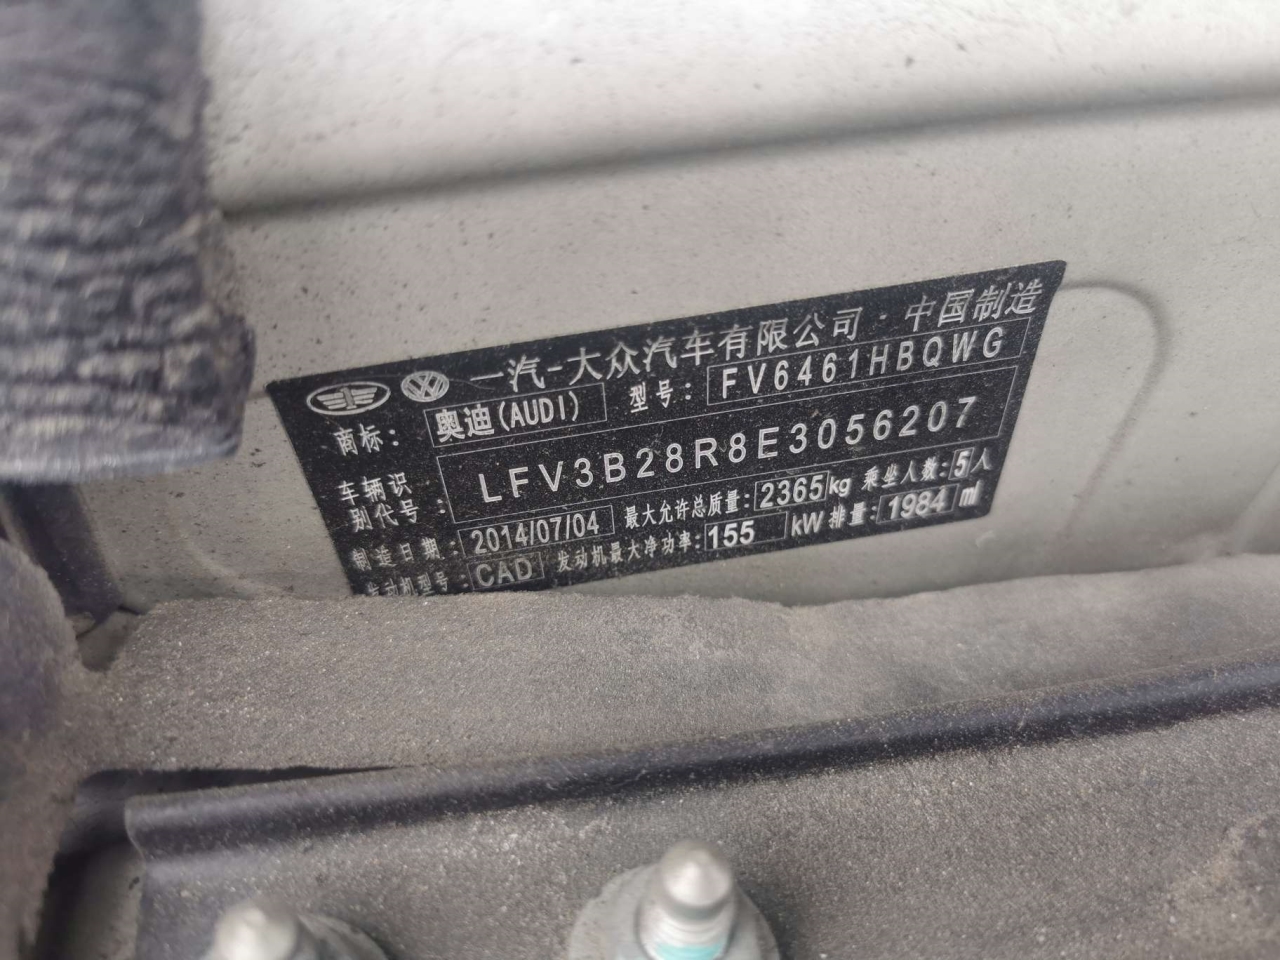 一汽-大众汽车有限公司·中国制造
商标: 奥迪(AUDI) 型号: FV6461HBQWG
车辆识别代号: LFV3B28R8E3056207
制造日期: 2014/07/04 最大允许总质量: 2365kg 乘坐人数: 5人
发动机型号: CAD 发动机最大净功率: 155 kW 排量: 1984 ml